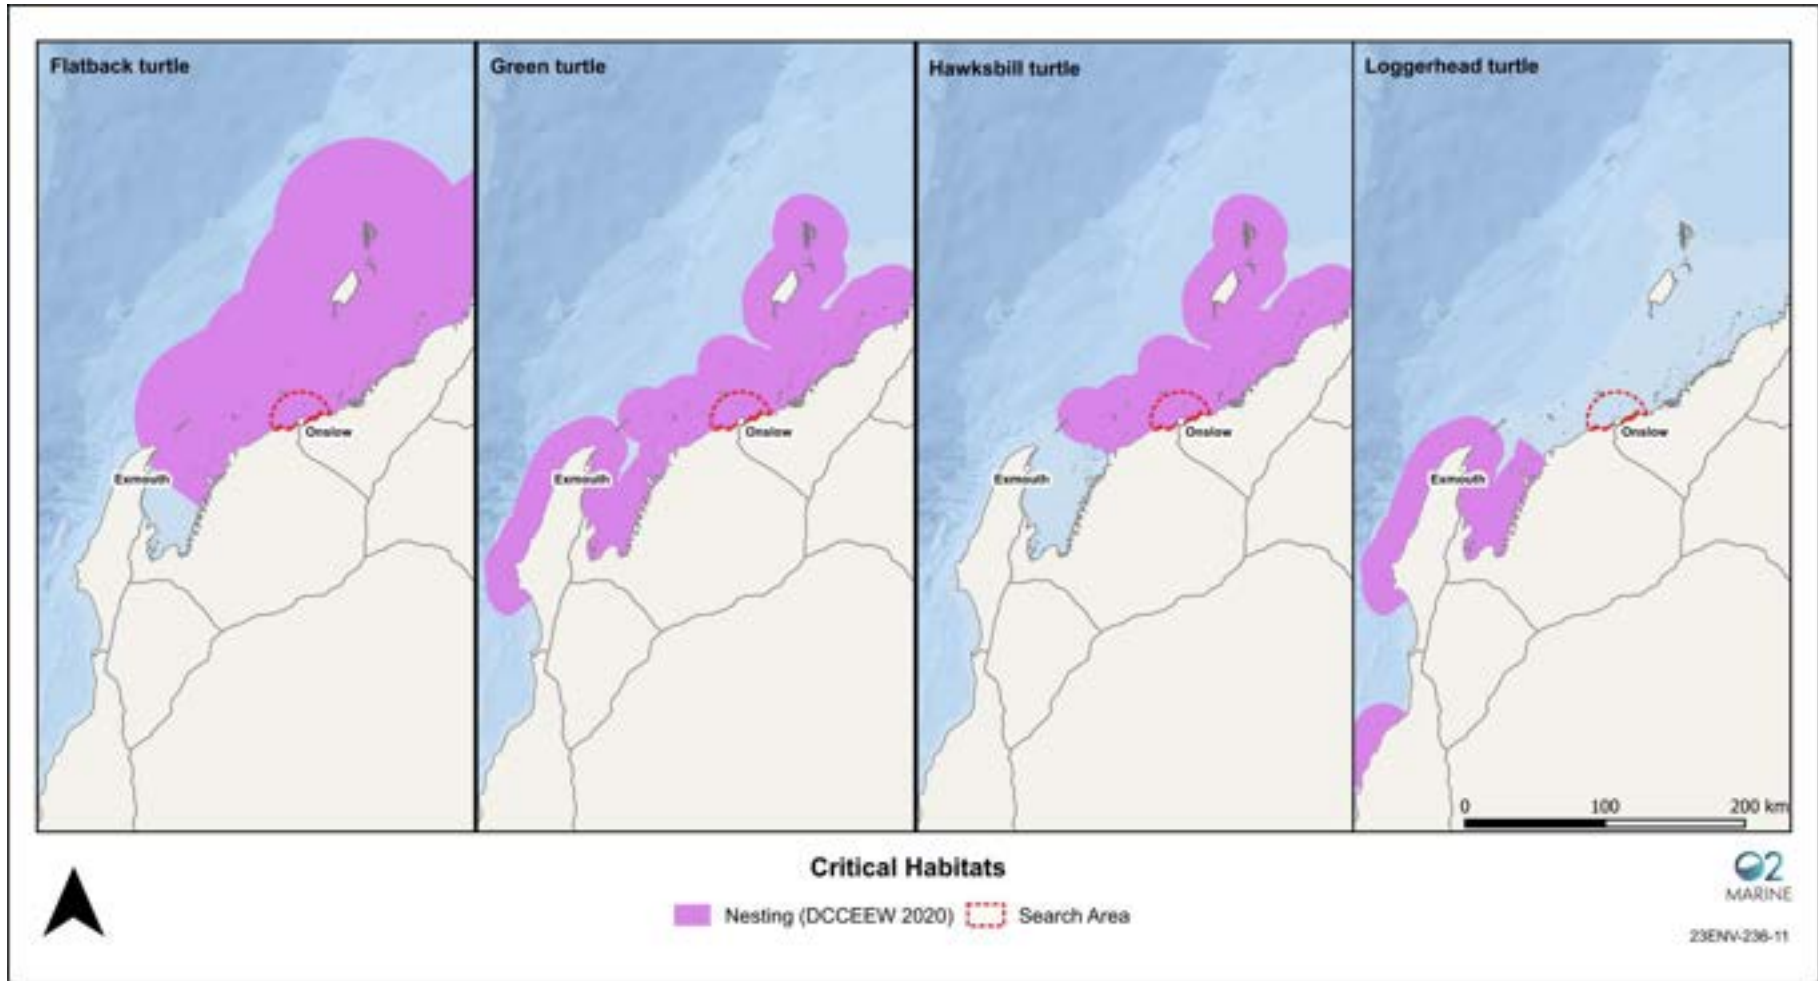 Flatback turtle
Green turtle
Hawksbill turtle
Loggerhead turtle
Onslow
Onslow
Onslow
Onslow
Exmouth
Exmouth
Exmouth
Exmouth
0 100 200 km
Critical Habitats
Nesting (DCCEEW 2020) Search Area
O2
MARINE
23ENV-236-11